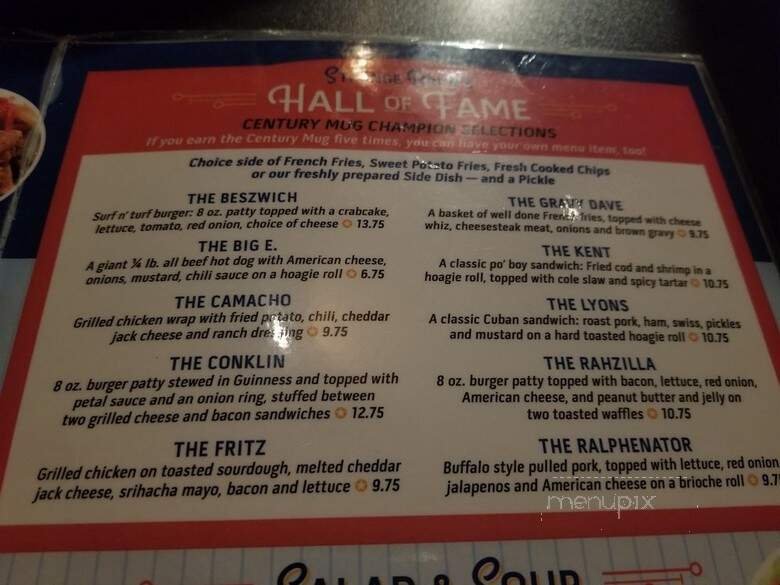 HALL OF FAME
CENTURY MUG CHAMPION SELECTIONS
If you earn the Century Mug five times, you can have your own menu item, too!
Choice side of French Fries, Sweet Potato Fries, Fresh Cooked Chips
or our freshly prepared Side Dish — and a Pickle
THE BESZWICH
Surf n' turf burger: 8 oz. patty topped with a crabcake,
lettuce, tomato, red onion, choice of cheese 13.75
THE BIG E.
A giant ¼ lb. all beef hot dog with American cheese,
onions, mustard, chili sauce on a hoagie roll 6.75
THE CAMACHO
Grilled chicken wrap with fried potato, chili, cheddar
jack cheese and ranch dressing 9.75
THE CONKLIN
8 oz. burger patty stewed in Guinness and topped with
petal sauce and an onion ring, stuffed between
two grilled cheese and bacon sandwiches 12.75
THE FRITZ
Grilled chicken on toasted sourdough, melted cheddar
jack cheese, srihacha mayo, bacon and lettuce 9.75
THE GRAVY DAVE
A basket of well done French fries, topped with cheese
whiz, cheesesteak meat, onions and brown gravy 9.75
THE KENT
A classic po' boy sandwich: Fried cod and shrimp in a
hoagie roll, topped with cole slaw and spicy tartar 10.75
THE LYONS
A classic Cuban sandwich: roast pork, ham, swiss, pickles
and mustard on a hard toasted hoagie roll 10.75
THE RAHZILLA
8 oz. burger patty topped with bacon, lettuce, red onion,
American cheese, and peanut butter and jelly on
two toasted waffles 10.75
THE RALPHENATOR
Buffalo style pulled pork, topped with lettuce, red onion
jalapenos and American cheese on a brioche roll 9.7
menupix
SALAD & SOUP